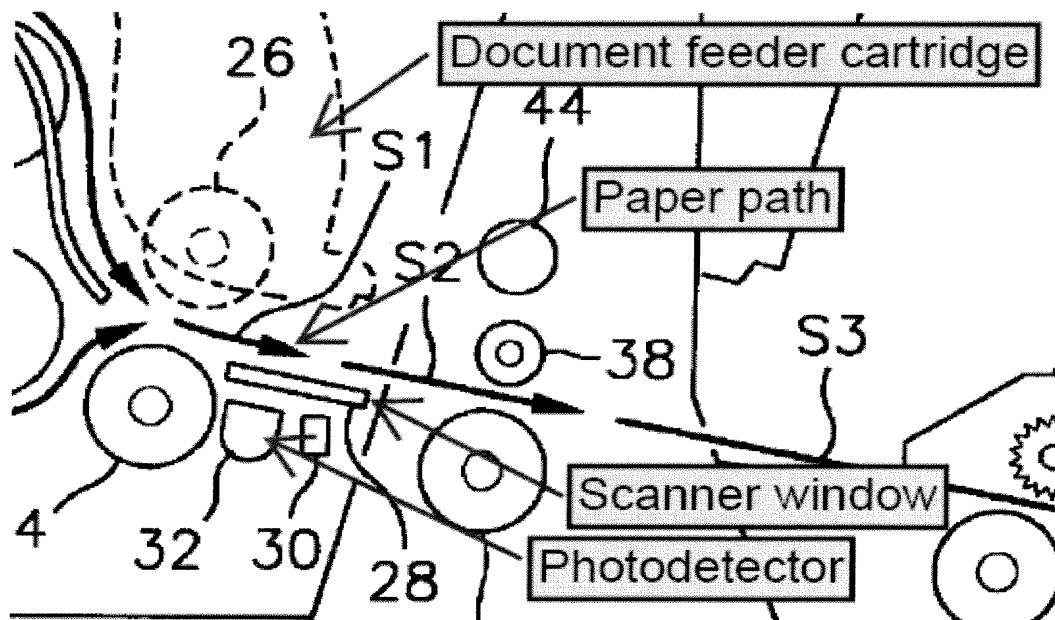 Document feeder cartridge
26
44
S1
Paper path
S2
38
S3
4
32
30
28
Scanner window
Photodetector